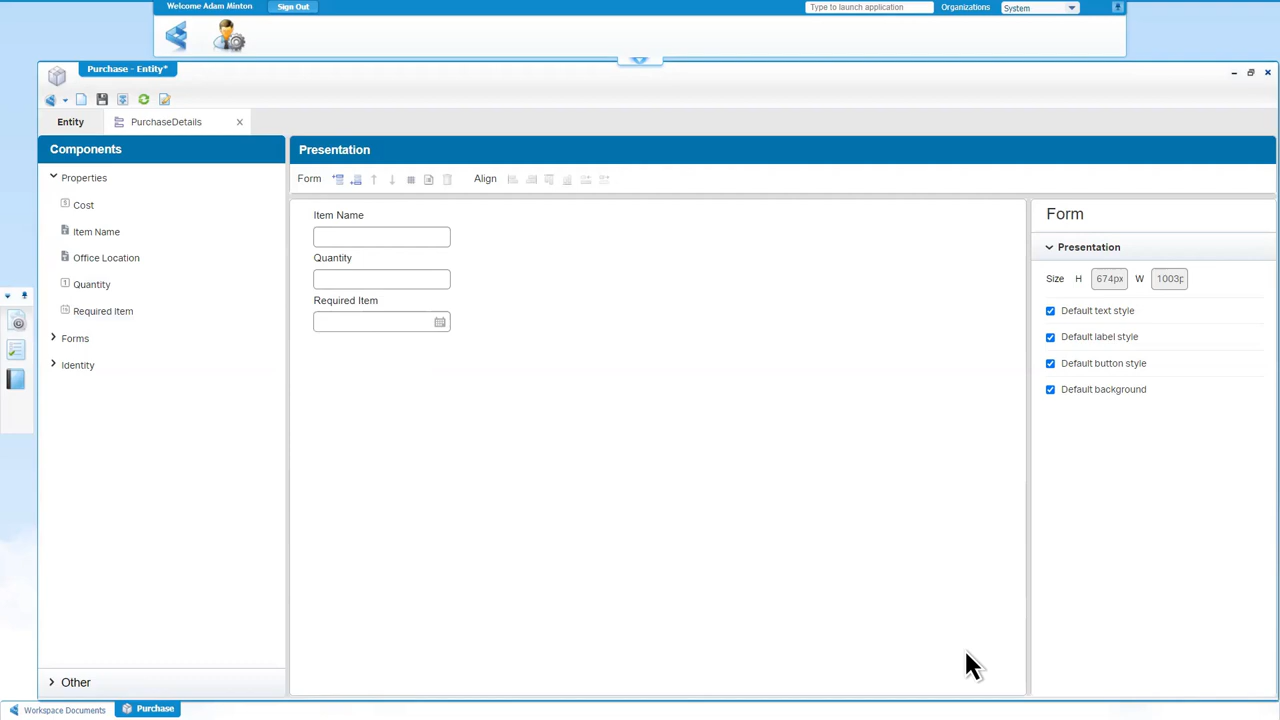 Welcome Adam Minton
Sign Out
Type to launch application
Organizations
System
Purchase - Entity*
Entity
PurchaseDetails
Components
Properties
Cost
Item Name
Office Location
Quantity
Required Item
Forms
Identity
Other
Presentation
Form
Align
Item Name
Quantity
Required Item
Form
Presentation
Size H 674px W 1003p
Default text style
Default label style
Default button style
Default background
Workspace Documents
Purchase